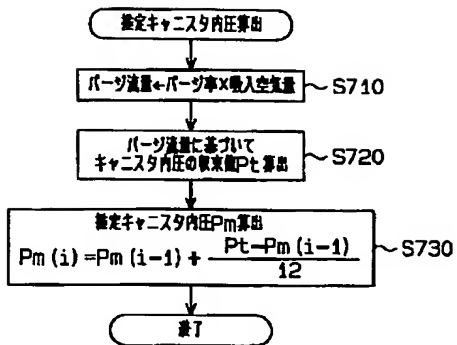 推定キャニスタ内圧算出
パージ流量←パージ率×吸入空気量
S710
パージ流量に基づいて
キャニスタ内圧の収束値Pt算出
S720
推定キャニスタ内圧Pm算出
Pm(i)=Pm(i−1)+ Pt−Pm(i−1) / 12
S730
終了